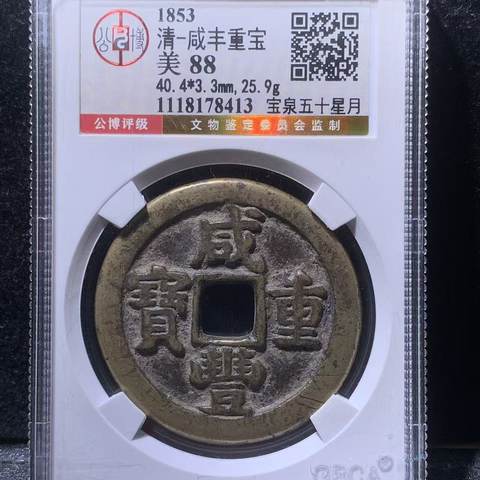 1853
清-咸丰重宝
美 88
40.4*3.3mm,25.9g
1118178413 宝泉五十星月
公博评级 文物鉴定委员会监制
咸
寶 重
豐